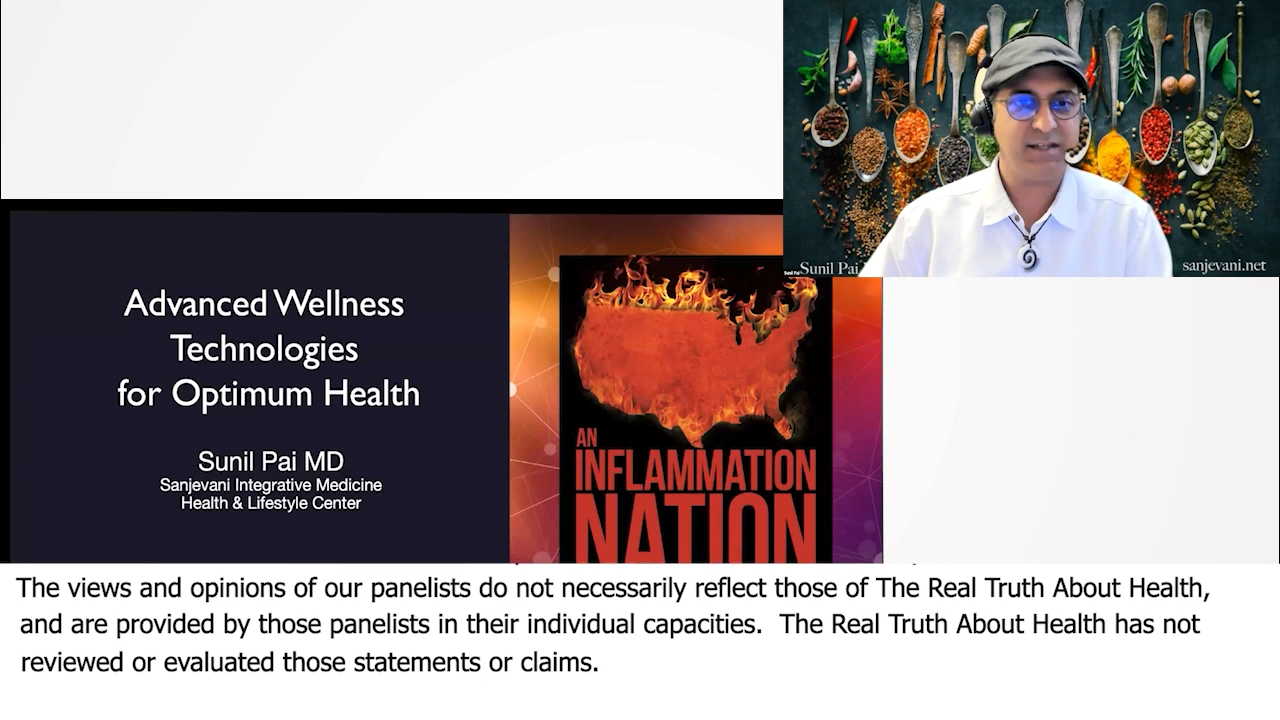 Sunil Pai
Sunil Pai
sanjevani.net
Advanced Wellness
Technologies
for Optimum Health
Sunil Pai MD
Sanjevani Integrative Medicine
Health & Lifestyle Center
AN
INFLAMMATION
NATION
The views and opinions of our panelists do not necessarily reflect those of The Real Truth About Health,
and are provided by those panelists in their individual capacities. The Real Truth About Health has not
reviewed or evaluated those statements or claims.